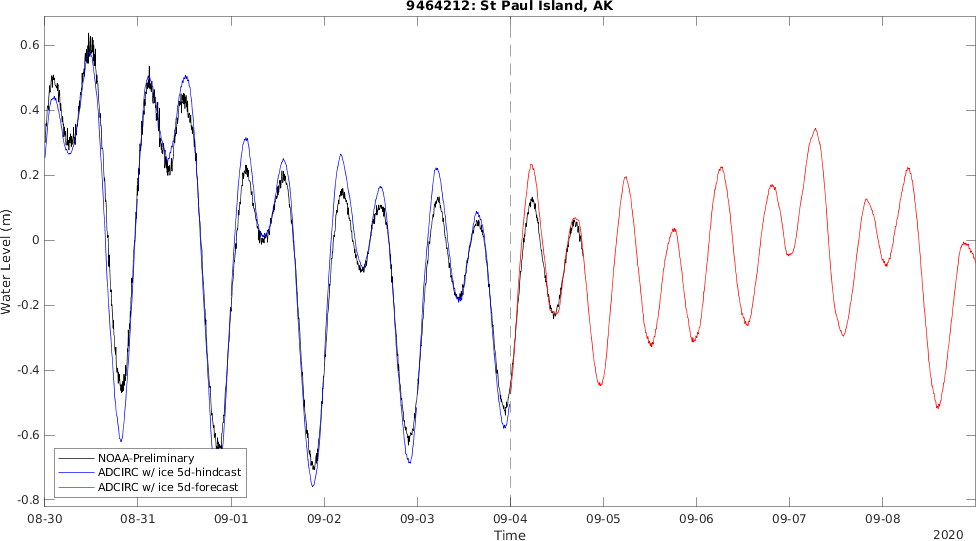 9464212: St Paul Island, AK
Water Level (m)
0.6
0.4
0.2
0
-0.2
-0.4
-0.6
-0.8
NOAA-Preliminary
ADCIRC w/ ice 5d-hindcast
ADCIRC w/ ice 5d-forecast
08-30 08-31 09-01 09-02 09-03 09-04 09-05 09-06 09-07 09-08
Time
2020